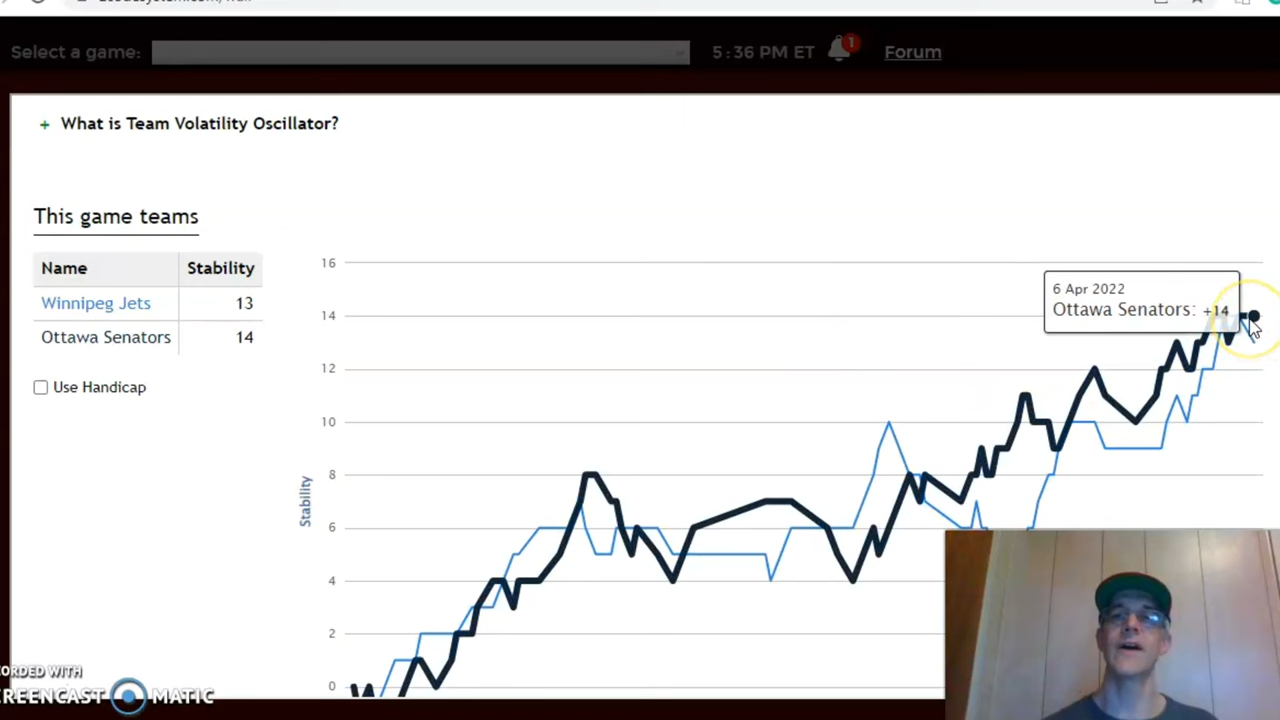 Select a game:
5:36 PM ET
1
Forum
+ What is Team Volatility Oscillator?
This game teams
Name Stability
Winnipeg Jets 13
Ottawa Senators 14
Use Handicap
16
14
12
10
8
6
4
2
0
Stability
6 Apr 2022
Ottawa Senators: +14
CORDED WITH
CREENCAST MATIC